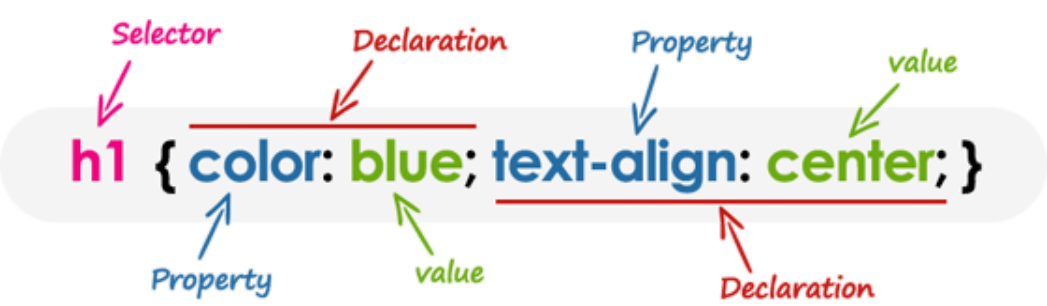 Selector
Declaration
Property
value
h1 { color: blue; text-align: center; }
Property
value
Declaration